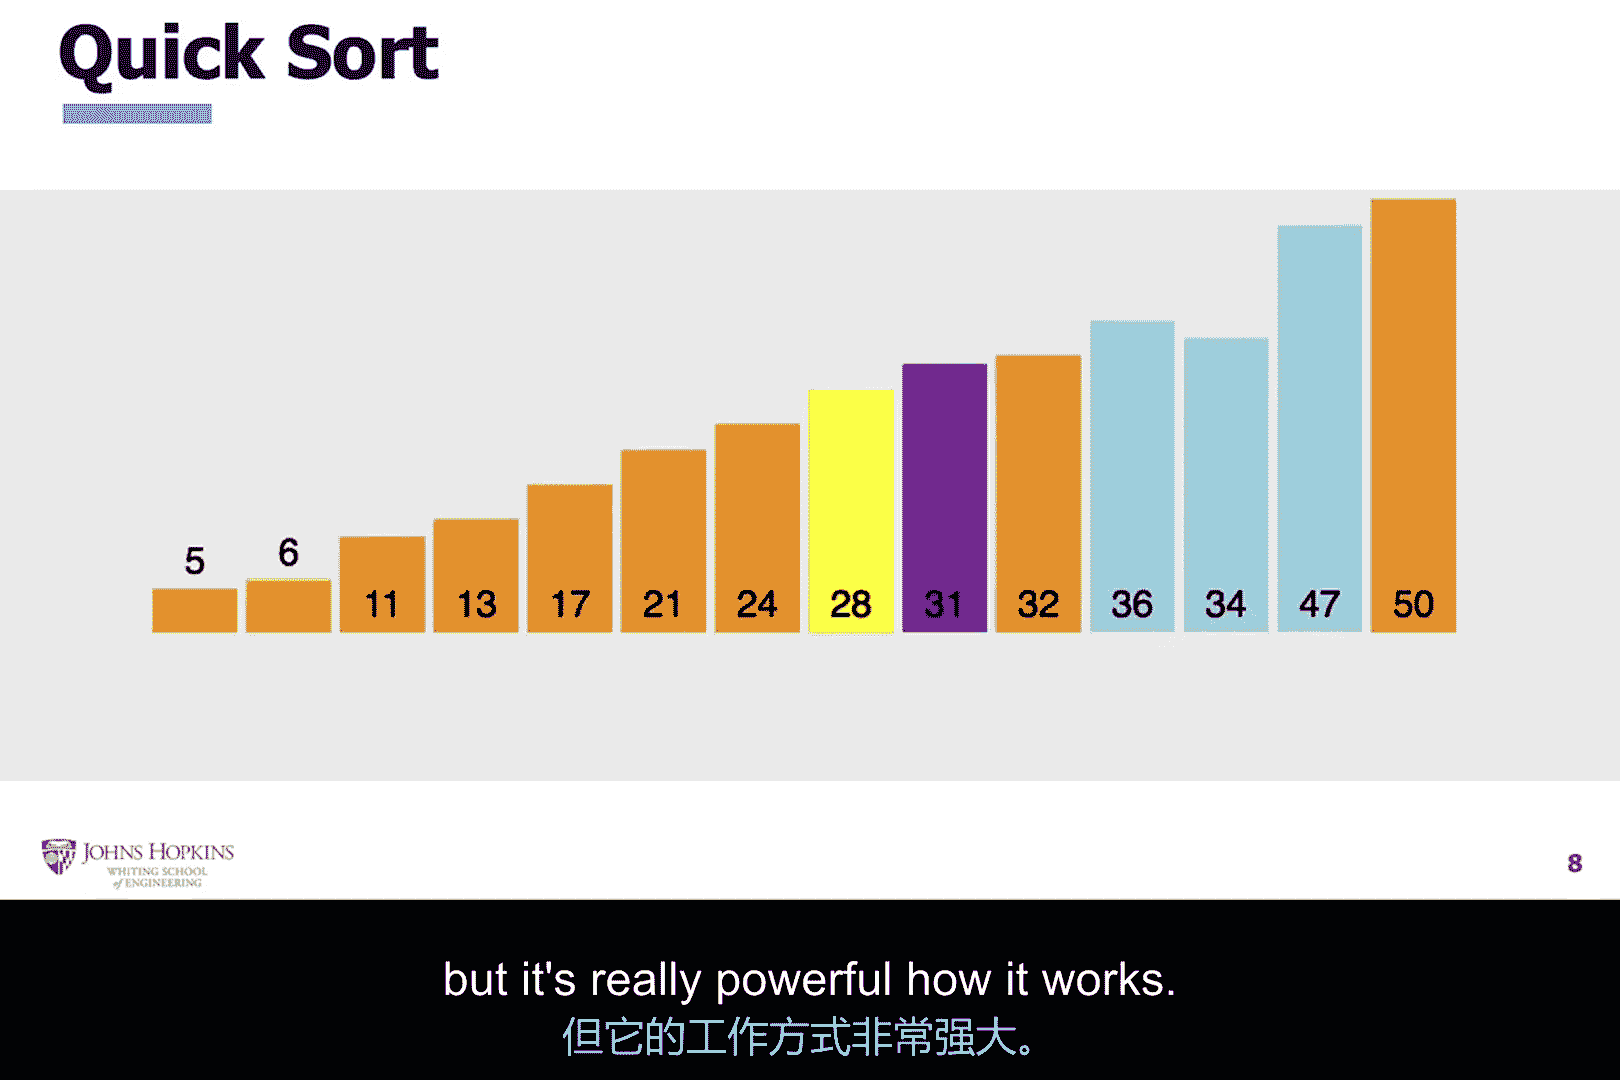 Quick Sort
5
6
11 13 17 21 24 28 31 32 36 34 47 50
JOHNS HOPKINS
WHITING SCHOOL
of ENGINEERING
8
but it's really powerful how it works.
但它的工作方式非常强大。